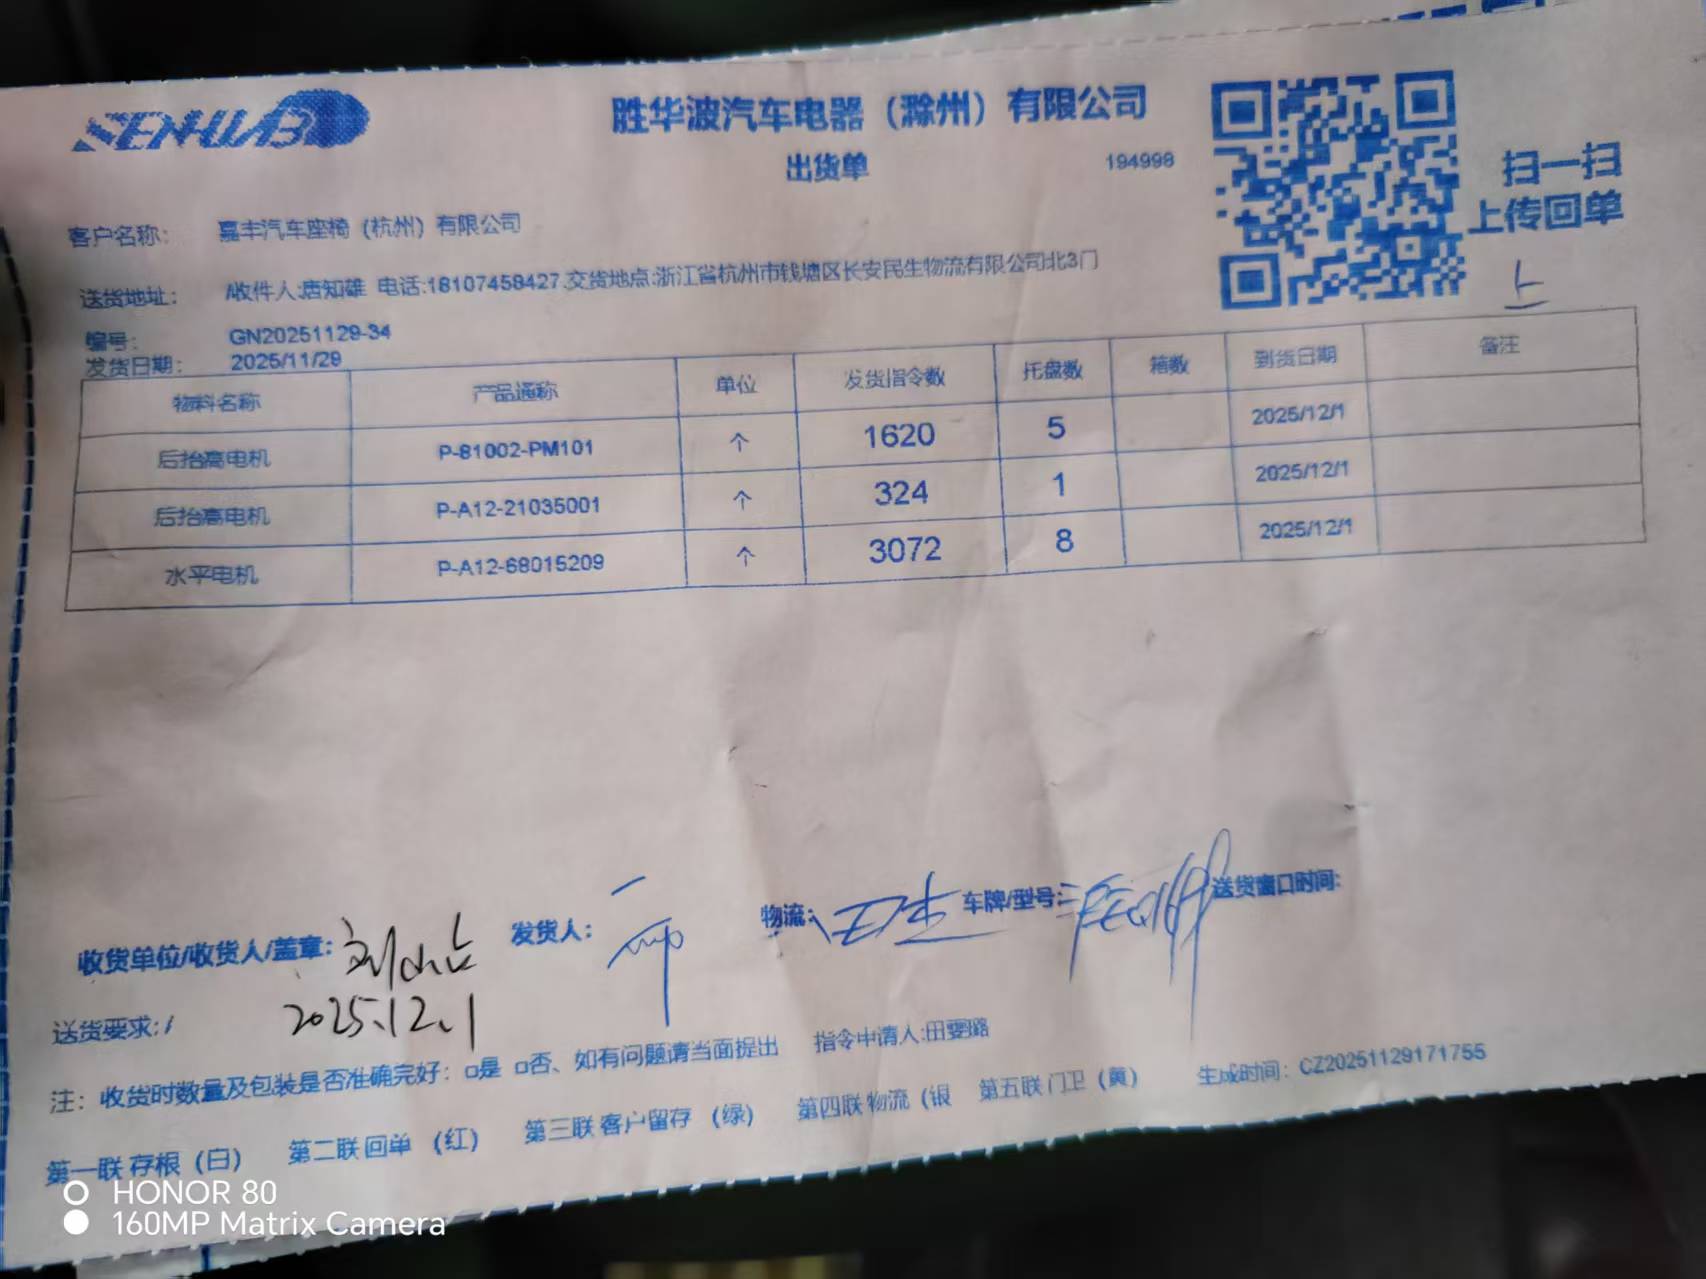 SENHUAB
胜华波汽车电器（滁州）有限公司
出货单
194998
扫一扫
上传回单
上
客户名称： 嘉丰汽车座椅（杭州）有限公司
送货地址： /收件人:唐知雄 电话:18107458427.交货地点:浙江省杭州市钱塘区长安民生物流有限公司北3门
编号： GN20251129-34
发货日期： 2025/11/29
物料名称 产品通称 单位 发货指令数 托盘数 箱数 到货日期 备注
后抬高电机 P-81002-PM101 个 1620 5 2025/12/1
后抬高电机 P-A12-21035001 个 324 1 2025/12/1
水平电机 P-A12-68015209 个 3072 8 2025/12/1
收货单位/收货人/盖章： 发货人： 物流： 车牌/型号： 送货窗口时间:
2025.12.1
送货要求: /
注：收货时数量及包装是否准确完好：□是 □否、如有问题请当面提出 指令申请人:田雯璐
第一联 存根（白） 第二联 回单 （红） 第三联 客户留存 （绿） 第四联 物流（银 第五联 门卫（黄） 生成时间：CZ20251129171755
HONOR 80
160MP Matrix Camera